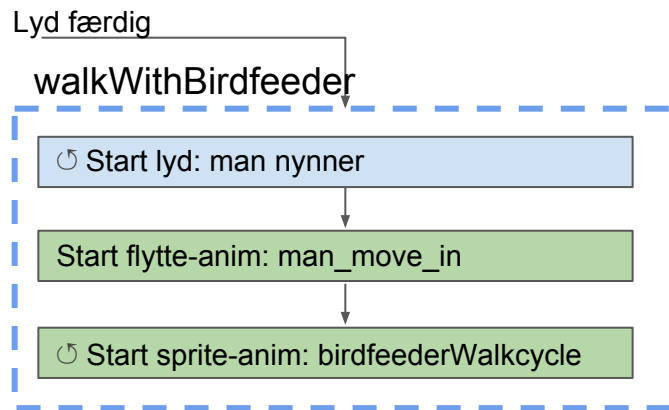 Lyd færdig
walkWithBirdfeeder
↺ Start lyd: man nynner
Start flytte-anim: man_move_in
↺ Start sprite-anim: birdfeederWalkcycle